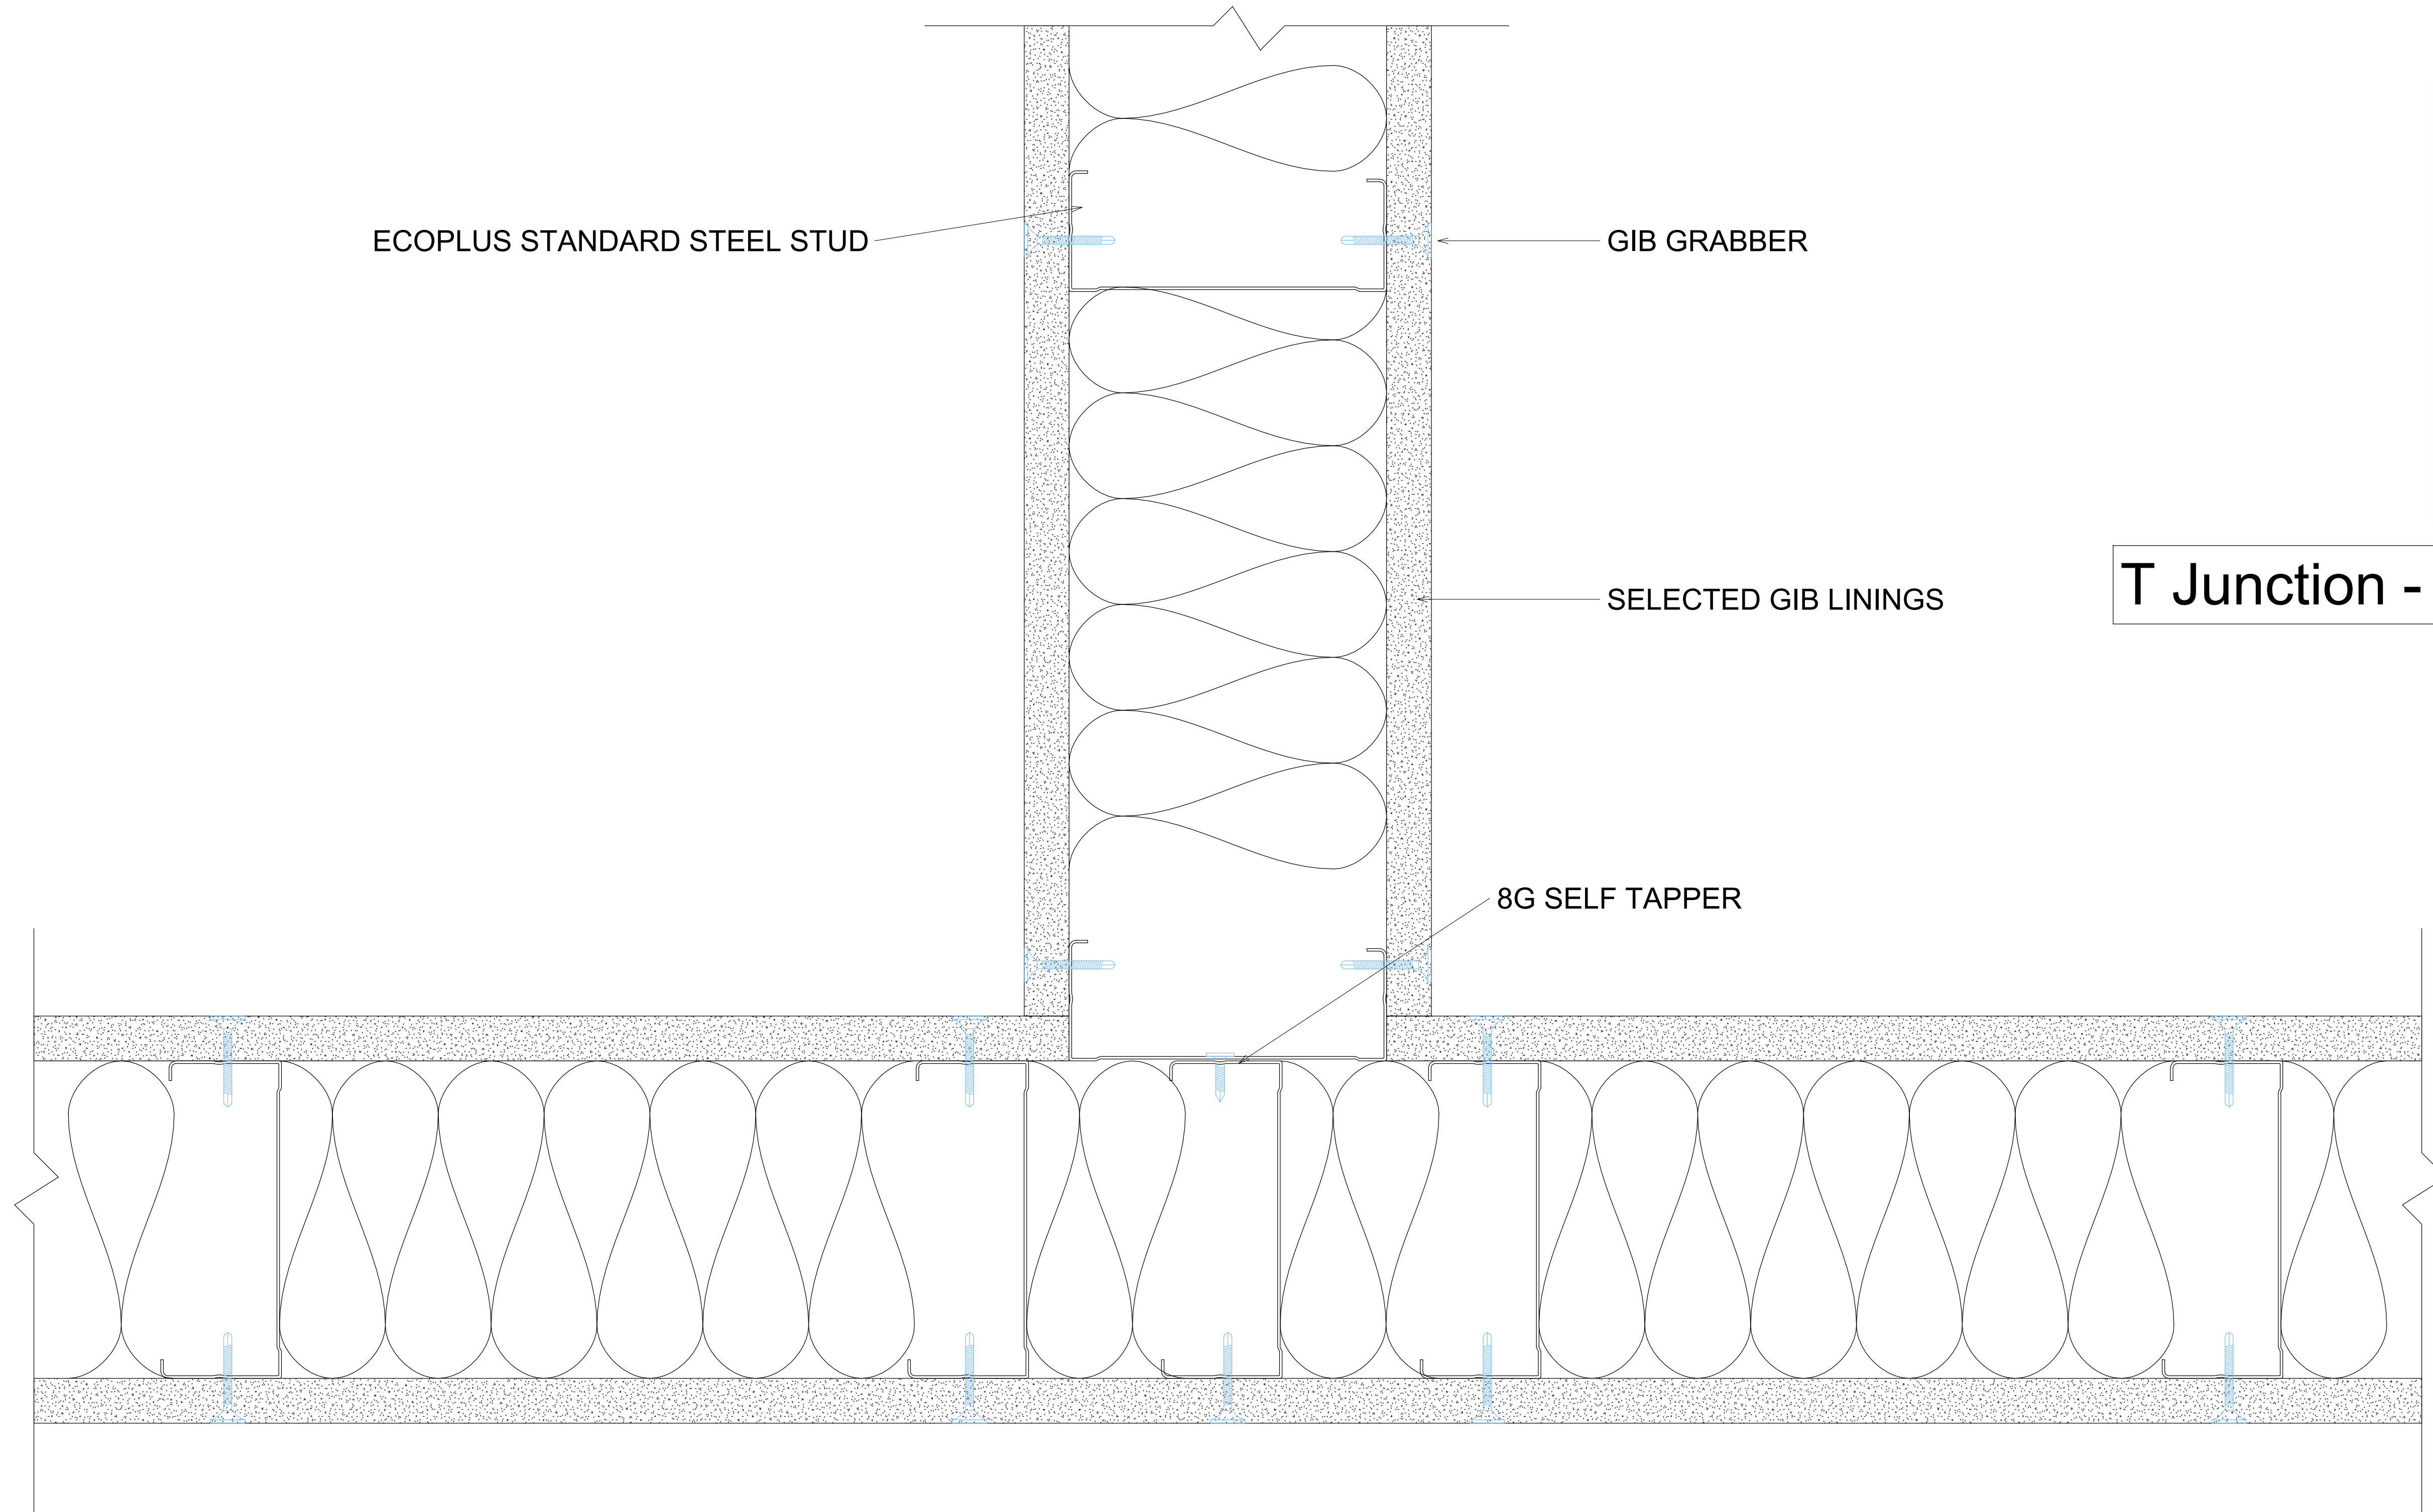 ECOPLUS STANDARD STEEL STUD
GIB GRABBER
T Junction -
SELECTED GIB LININGS
8G SELF TAPPER